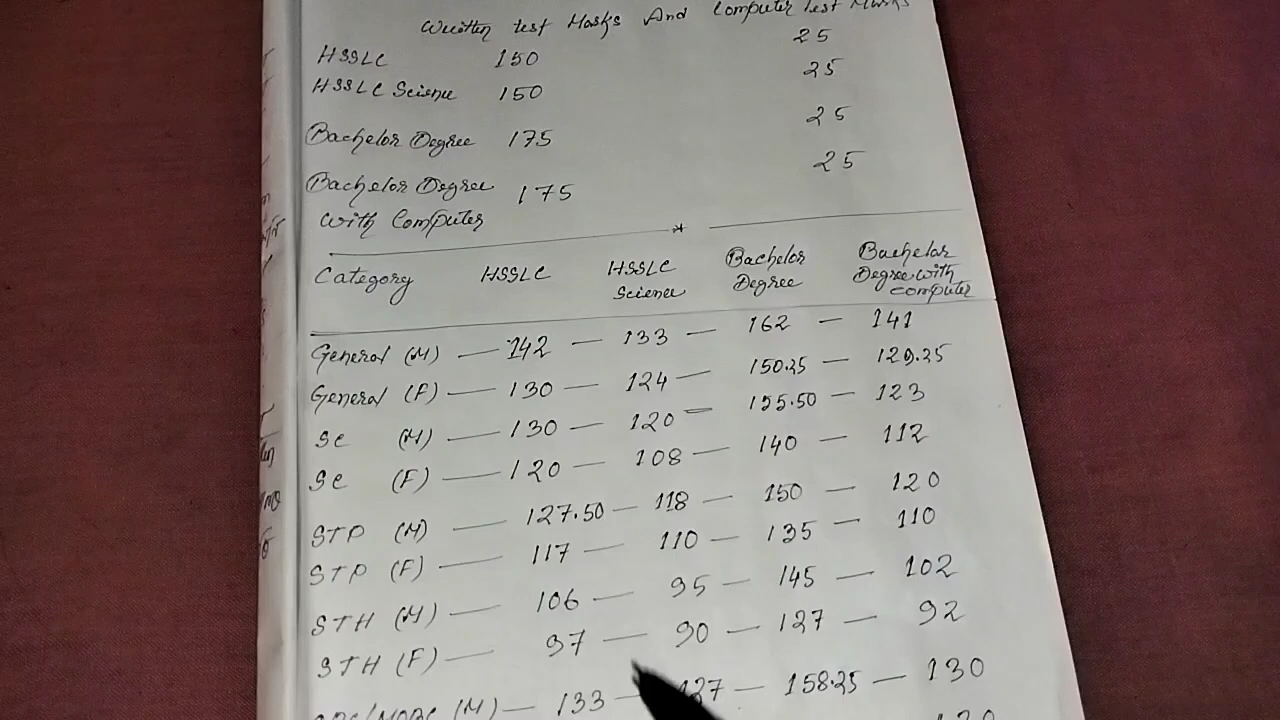 Written test Marks And Computer test Marks
HSSLC 150 25
HSSLC Science 150 25
Bachelor Degree 175 25
Bachelor Degree With Computer 175 25
*
Category HSSLC HSSLC Science Bachelor Degree Bachelor Degree with computer
General (M) — 142 — 133 — 162 — 141
General (F) — 130 — 124 — 150.25 — 129.25
SC (M) — 130 — 120 — 155.50 — 123
SC (F) — 120 — 108 — 140 — 112
STP (M) — 127.50 — 118 — 150 — 120
STP (F) — 117 — 110 — 135 — 110
STH (M) — 106 — 95 — 145 — 102
STH (F) — 97 — 90 — 127 — 92
(M) — 133 — 127 — 158.25 — 130